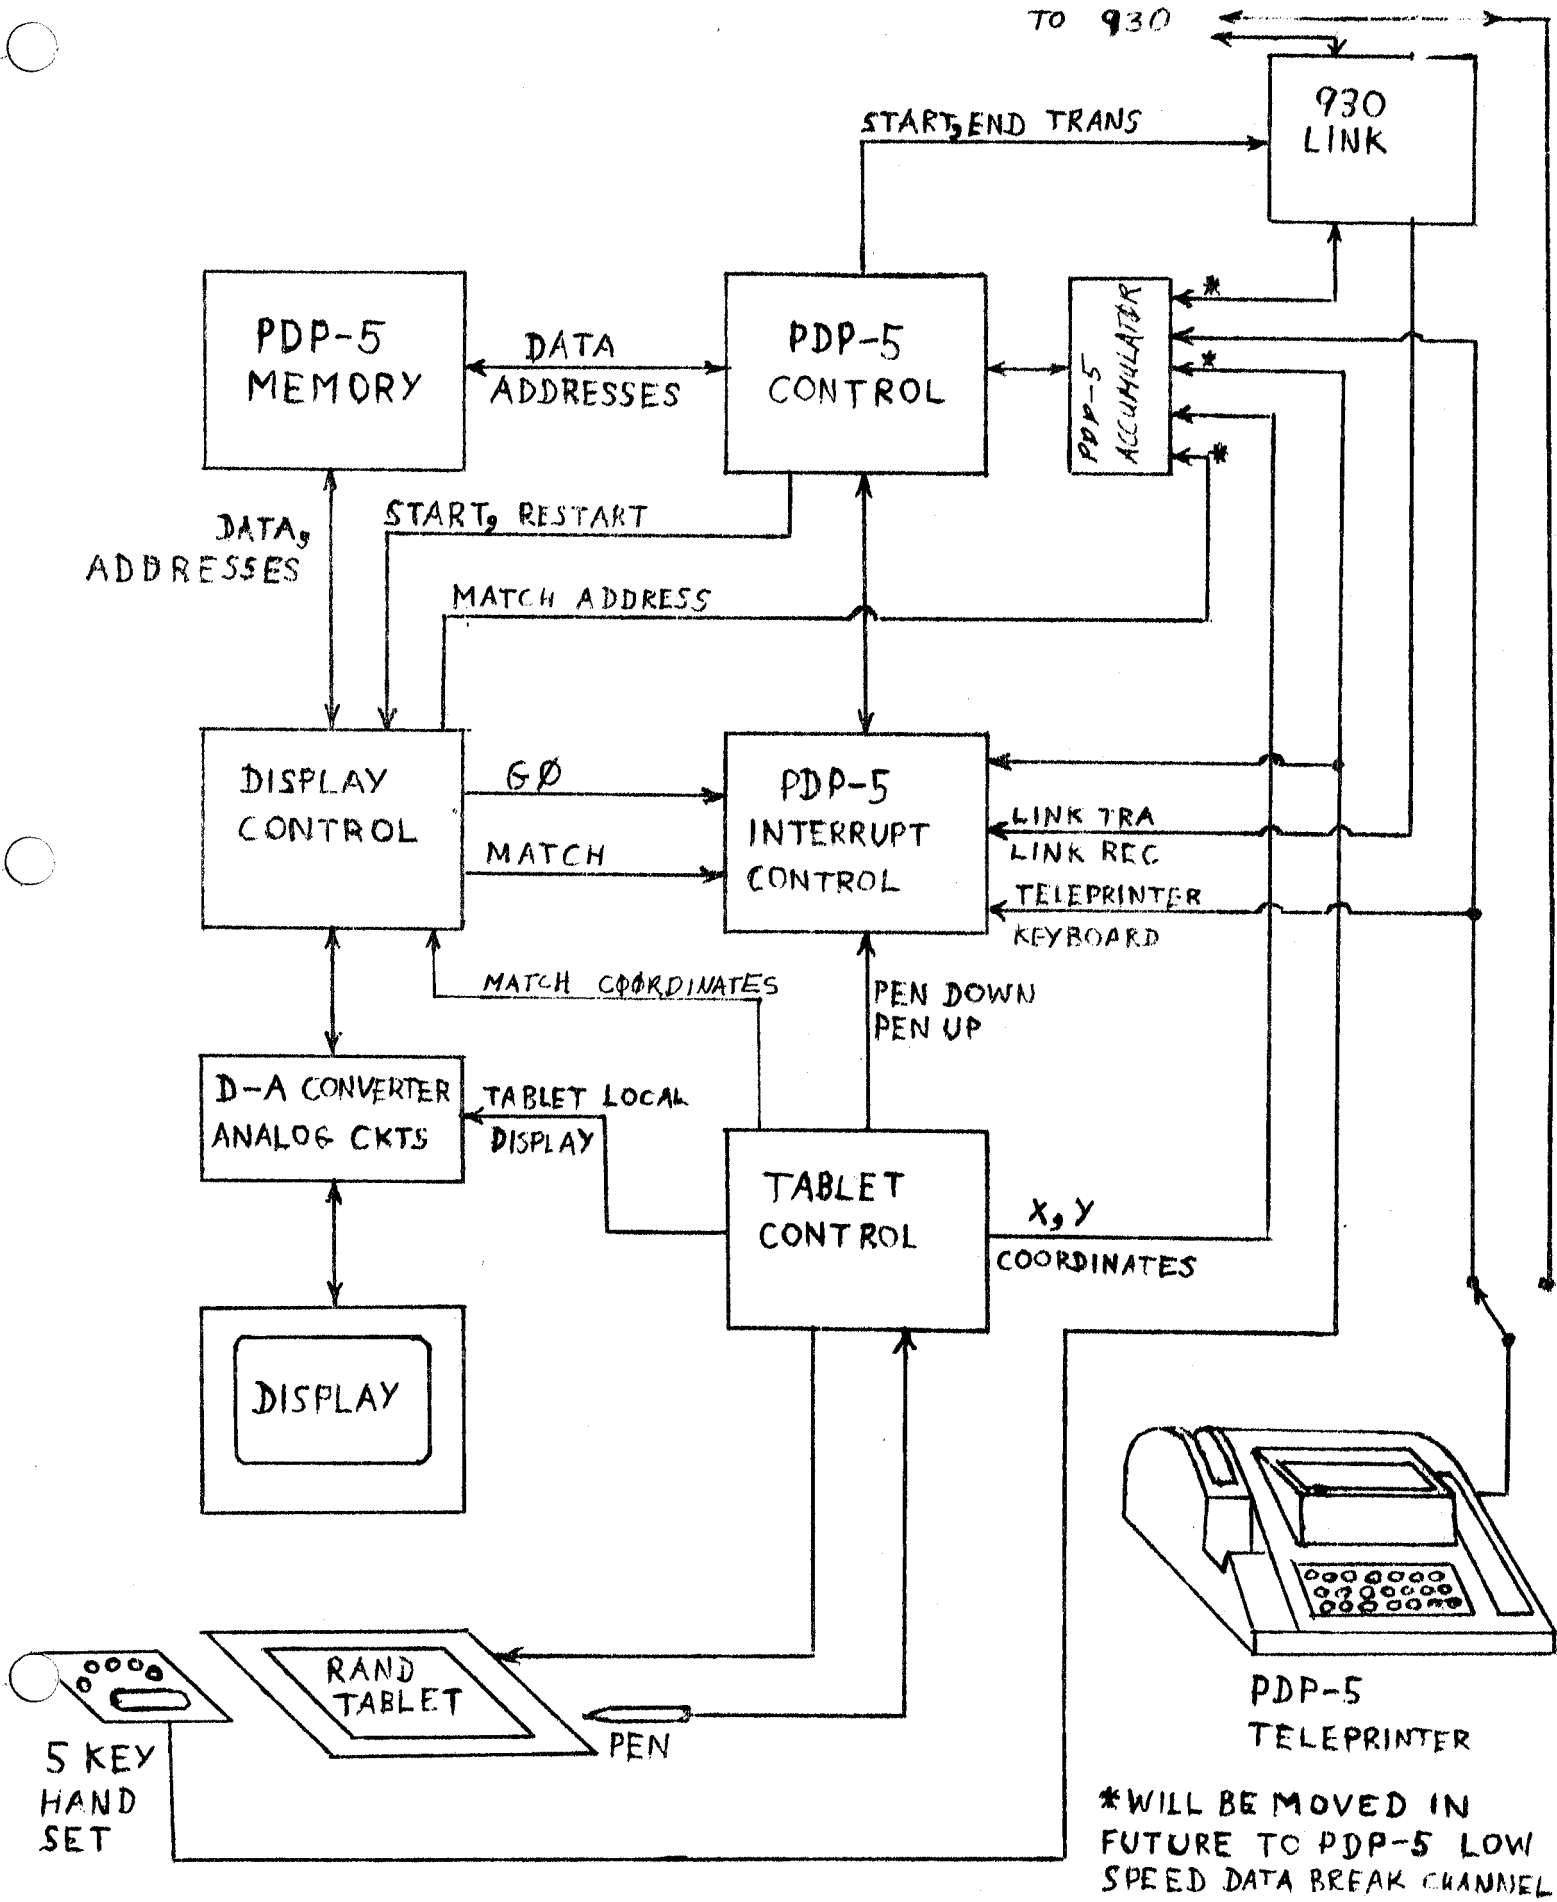 TO 930
930
LINK
START, END TRANS
PDP-5
MEMORY
DATA
ADDRESSES
PDP-5
CONTROL
PDP-5
ACCUMULATOR
*
*
*
DATA,
ADDRESSES
START, RESTART
MATCH ADDRESS
DISPLAY
CONTROL
GØ
MATCH
PDP-5
INTERRUPT
CONTROL
LINK TRA
LINK REC
TELEPRINTER
KEYBOARD
MATCH CØØRDINATES
PEN DOWN
PEN UP
D-A CONVERTER
ANALOG CKTS
TABLET LOCAL
DISPLAY
TABLET
CONTROL
X, Y
COORDINATES
DISPLAY
RAND
TABLET
PEN
5 KEY
HAND
SET
PDP-5
TELEPRINTER
*WILL BE MOVED IN
FUTURE TO PDP-5 LOW
SPEED DATA BREAK CHANNEL